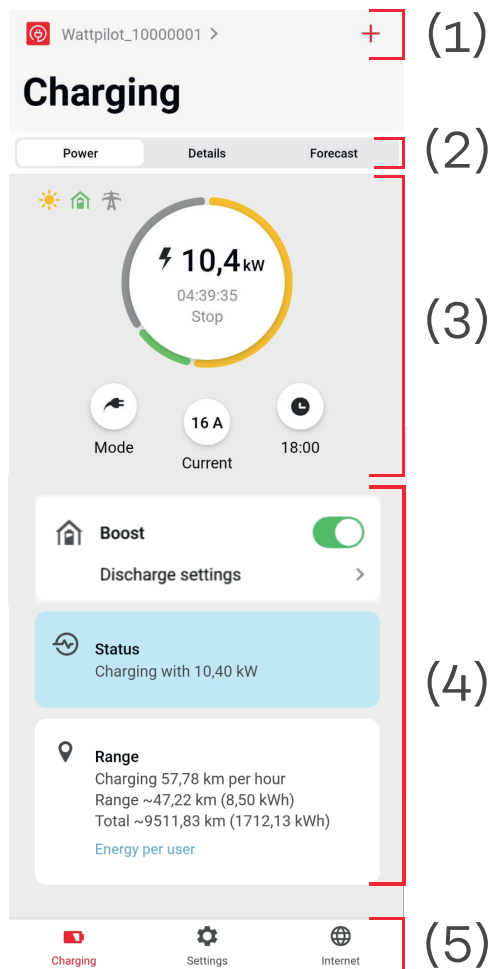 Wattpilot_10000001 >
+
(1)
Charging
Power Details Forecast
(2)
10,4 kW
04:39:35
Stop
(3)
Mode
16 A
Current
18:00
Boost
Discharge settings >
Status
Charging with 10,40 kW
(4)
Range
Charging 57,78 km per hour
Range ~47,22 km (8,50 kWh)
Total ~9511,83 km (1712,13 kWh)
Energy per user
(5)
Charging Settings Internet